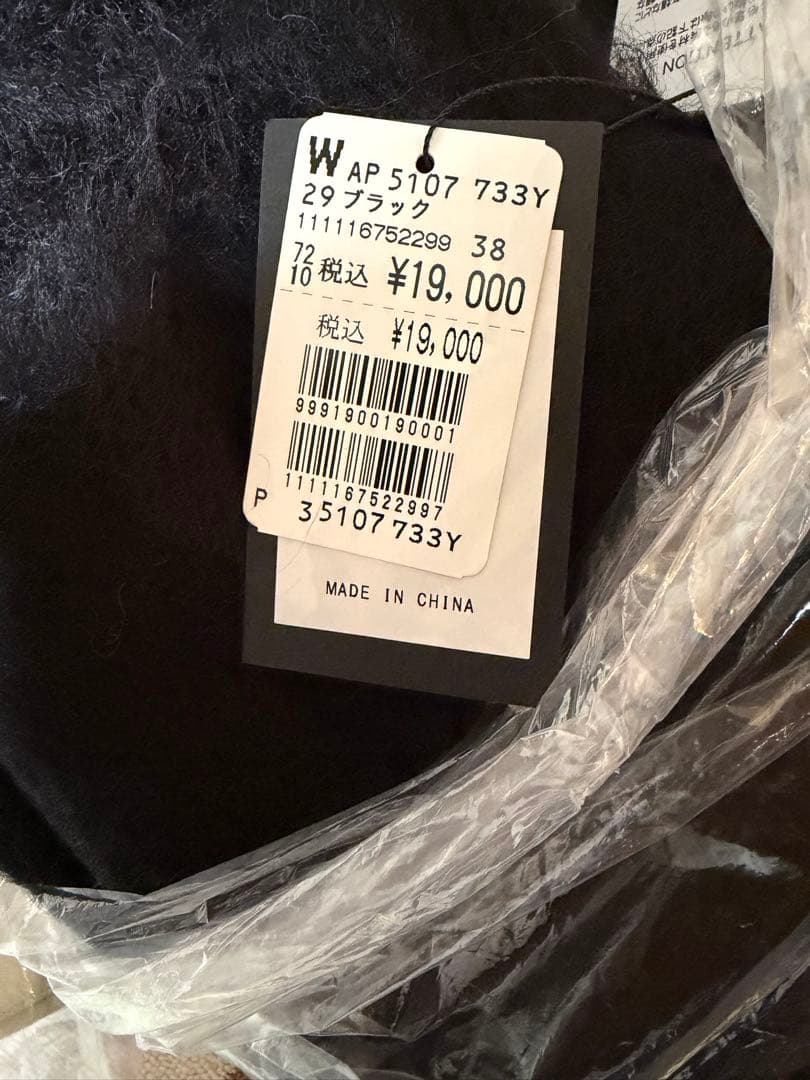 W AP 5107 733Y
29 ブラック
111116752299 38
72
10 税込 ¥19,000
税込 ¥19,000
9991900190001
1111167522997
P 35107 733Y
MADE IN CHINA
ATTENTION